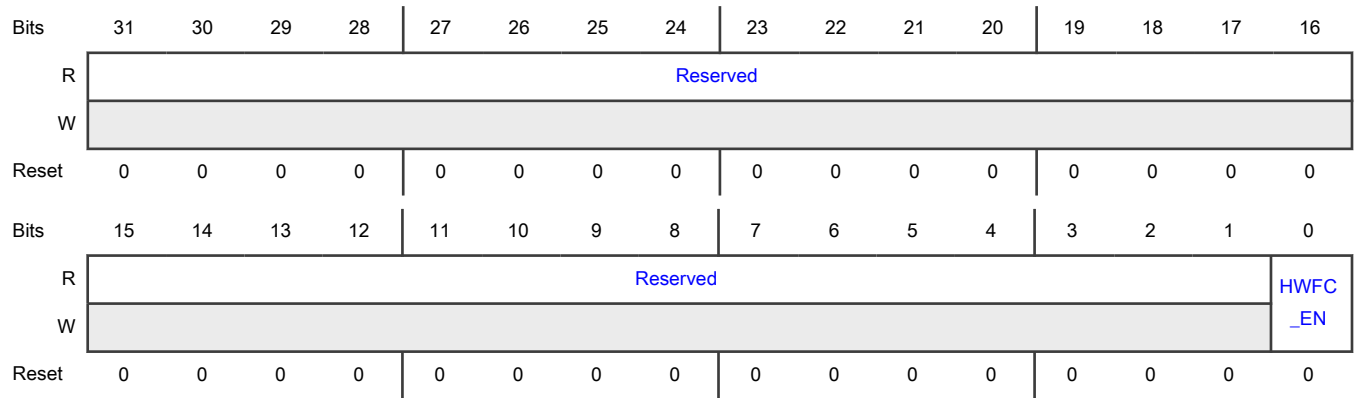 Bits 31 30 29 28 27 26 25 24 23 22 21 20 19 18 17 16
R Reserved
W
Reset 0 0 0 0 0 0 0 0 0 0 0 0 0 0 0 0
Bits 15 14 13 12 11 10 9 8 7 6 5 4 3 2 1 0
R Reserved HWFC
W _EN
Reset 0 0 0 0 0 0 0 0 0 0 0 0 0 0 0 0